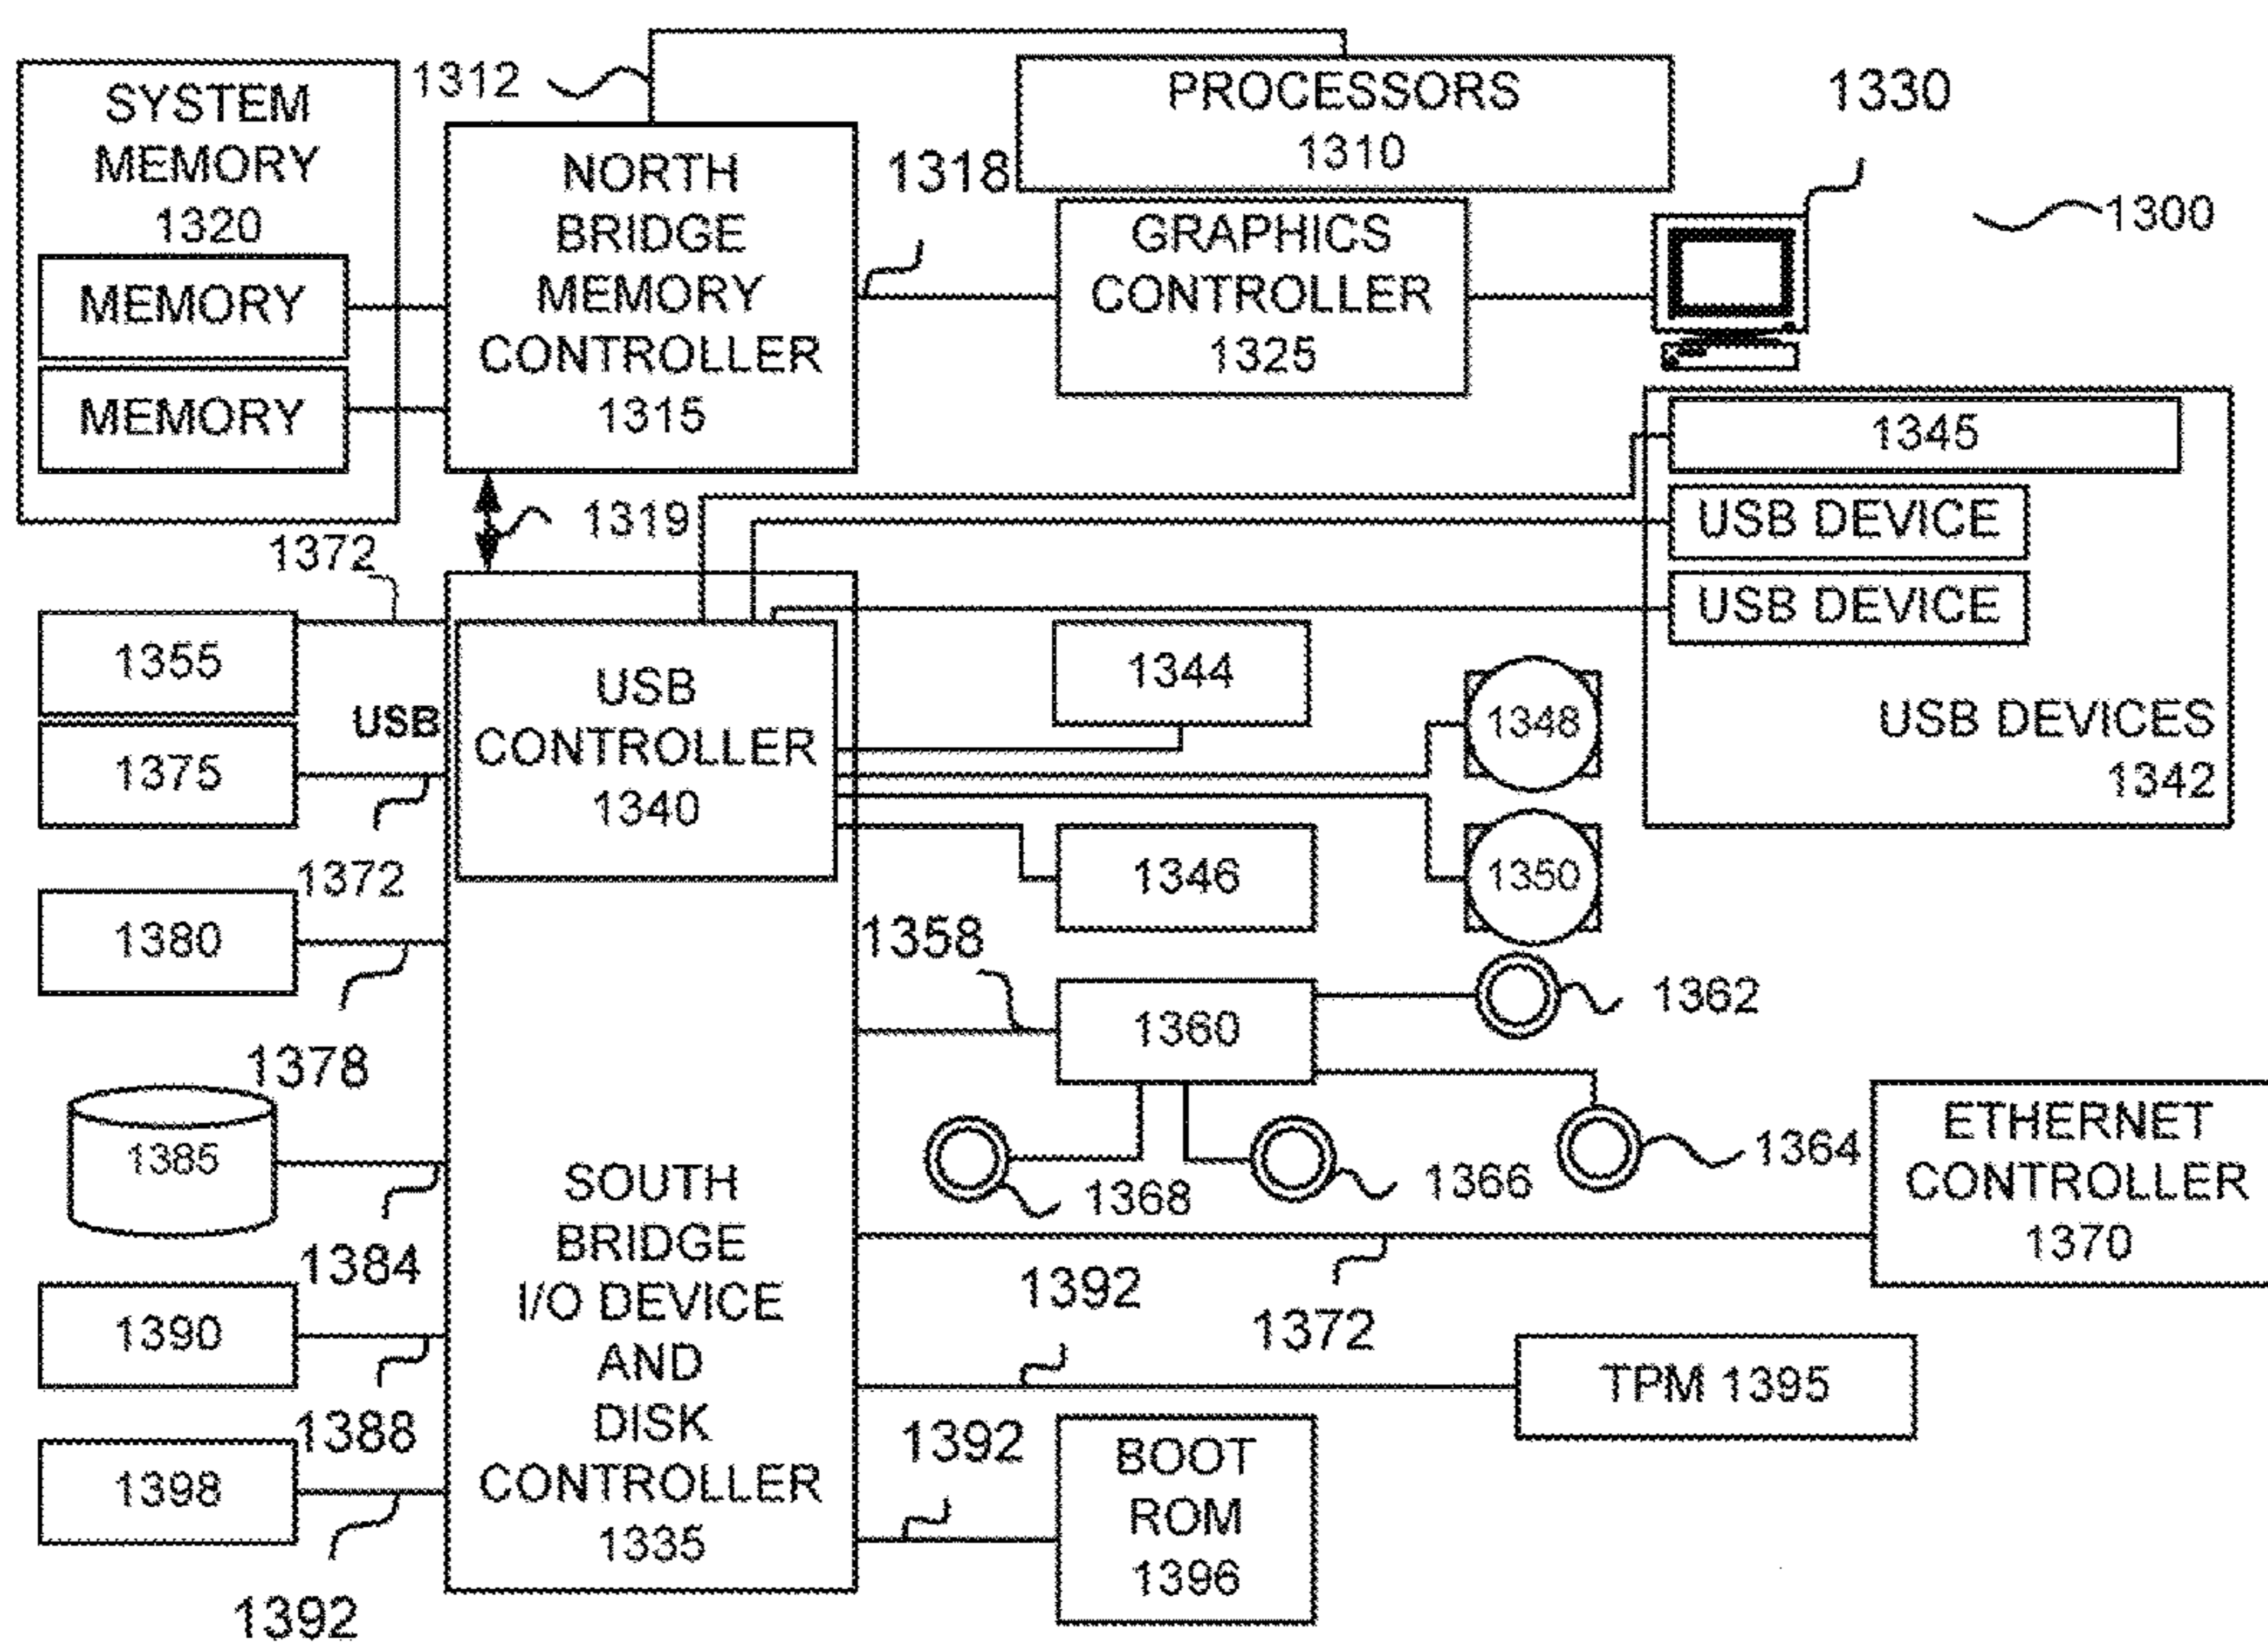 1312
PROCESSORS
1310
1330
SYSTEM
MEMORY
1320
MEMORY
MEMORY
NORTH
BRIDGE
MEMORY
CONTROLLER
1315
1318
GRAPHICS
CONTROLLER
1325
1300
1345
USB DEVICE
USB DEVICE
USB DEVICES
1342
1319
1372
1355
USB
1375
1372
USB
CONTROLLER
1340
1344
1348
1346
1350
1380
1378
1358
1360
1362
1385
1384
1368
1366
1364
ETHERNET
CONTROLLER
1370
SOUTH
BRIDGE
I/O DEVICE
AND
DISK
CONTROLLER
1335
1392
1372
1390
1388
TPM 1395
1398
1392
1392
BOOT
ROM
1396